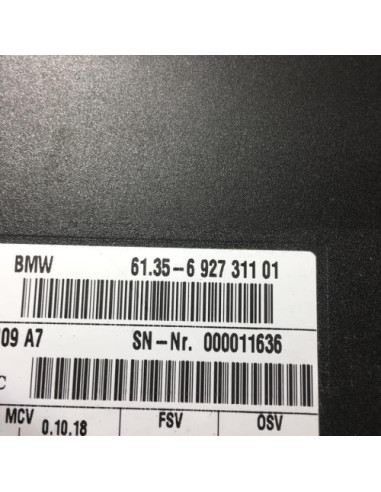 BMW 61.35-6 927 311 01
09 A7 SN-Nr. 000011636
C
MCV FSV OSV
0.10.18